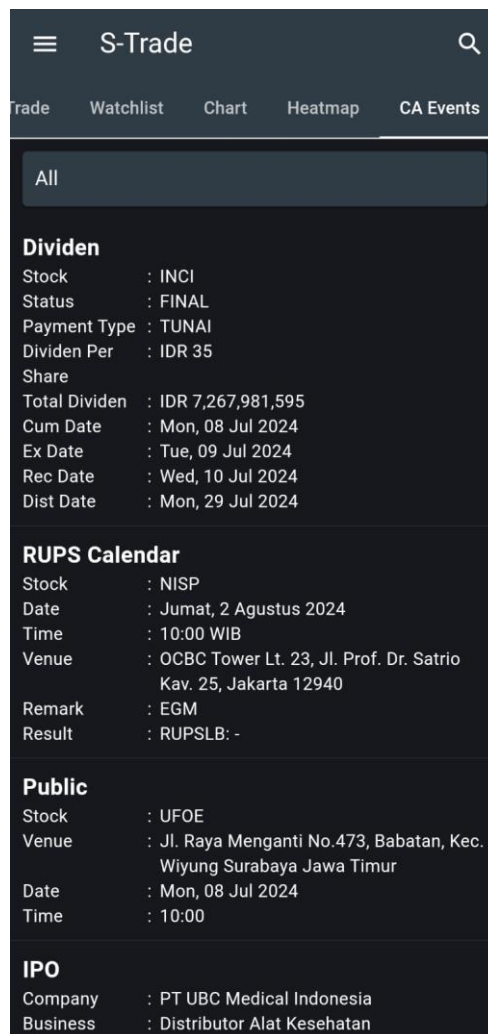 S-Trade
Trade Watchlist Chart Heatmap CA Events
All
Dividen
Stock : INCI
Status : FINAL
Payment Type : TUNAI
Dividen Per : IDR 35
Share
Total Dividen : IDR 7,267,981,595
Cum Date : Mon, 08 Jul 2024
Ex Date : Tue, 09 Jul 2024
Rec Date : Wed, 10 Jul 2024
Dist Date : Mon, 29 Jul 2024
RUPS Calendar
Stock : NISP
Date : Jumat, 2 Agustus 2024
Time : 10:00 WIB
Venue : OCBC Tower Lt. 23, Jl. Prof. Dr. Satrio
Kav. 25, Jakarta 12940
Remark : EGM
Result : RUPSLB: -
Public
Stock : UFOE
Venue : Jl. Raya Menganti No.473, Babatan, Kec.
Wiyung Surabaya Jawa Timur
Date : Mon, 08 Jul 2024
Time : 10:00
IPO
Company : PT UBC Medical Indonesia
Business : Distributor Alat Kesehatan